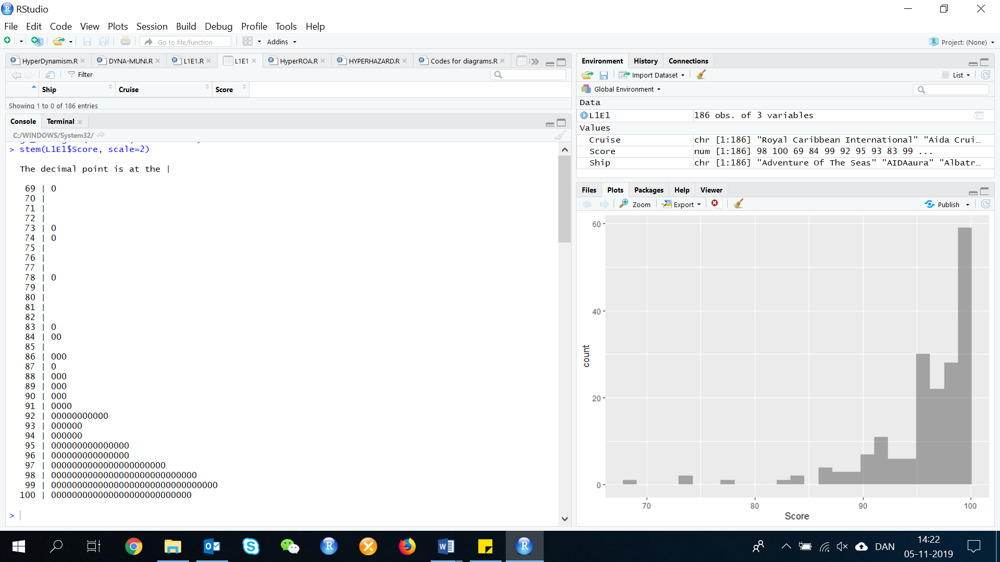 RStudio
File Edit Code View Plots Session Build Debug Profile Tools Help
Go to file/function Addins Project: (None)
HyperDynamism.R DYNA-MUNI.R L1E1.R L1E1 HyperROA.R HYPERHAZARD.R Codes for diagrams.R
Filter
Ship Cruise Score
Showing 1 to 0 of 186 entries
Console Terminal
C:/WINDOWS/System32/
> stem(L1E1$Score, scale=2)
The decimal point is at the |
69 | 0
70 |
71 |
72 |
73 | 0
74 | 0
75 |
76 |
77 |
78 | 0
79 |
80 |
81 |
82 |
83 | 0
84 | 00
85 |
86 | 000
87 | 0
88 | 000
89 | 000
90 | 000
91 | 0000
92 | 00000000000
93 | 000000
94 | 000000
95 | 000000000000000
96 | 000000000000000
97 | 0000000000000000000000
98 | 0000000000000000000000000000
99 | 00000000000000000000000000000000
100 | 000000000000000000000000000
>
Environment History Connections
Import Dataset List
Global Environment
Data
L1E1 186 obs. of 3 variables
Values
Cruise chr [1:186] "Royal Caribbean International" "Aida Crui…
Score num [1:186] 98 100 69 84 99 92 95 93 83 99 ...
Ship chr [1:186] "Adventure Of The Seas" "AIDAaura" "Albatr…
Files Plots Packages Help Viewer
Zoom Export Publish
60
40
20
0
count
70 80 90 100
Score
DAN
14:22
05-11-2019